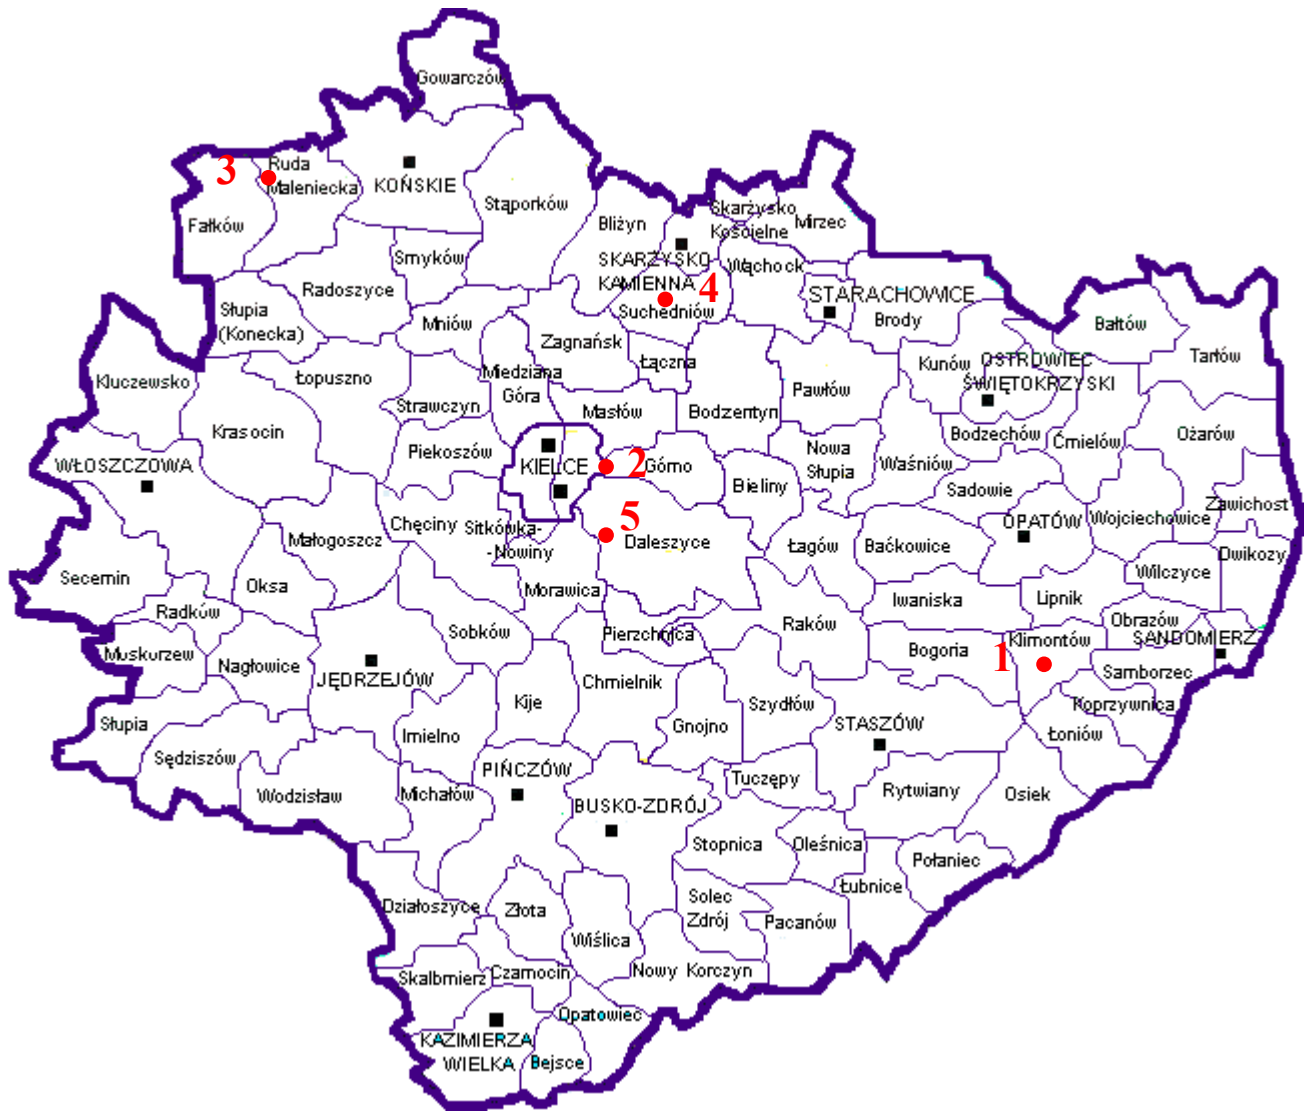 Gowarczów
3
Ruda
Maleniecka
KOŃSKIE
Stąporków
Fałków
Bliżyn
Skarżysko
Kościelne
Mirzec
SKARŻYSKO
KAMIENNA
Wąchock
Smyków
Radoszyce
4
STARACHOWICE
Brody
Słupia
(Konecka)
Mniów
Suchedniów
Bałtów
Zagnańsk
Łączna
Tarłów
Kunów
OSTROWIEC
ŚWIĘTOKRZYSKI
Kluczewsko
Łopuszno
Miedziana
Góra
Strawczyn
Masłów
Bodzentyn
Pawłów
Krasocin
Bodzechów
Ćmielów
Ożarów
Piekoszów
KIELCE
2
Górno
Nowa
Słupia
Waśniów
WŁOSZCZOWA
Bieliny
Sadowie
Zawichost
Chęciny
Sitkówka-
-Nowiny
5
Daleszyce
Łagów
Baćkowice
OPATÓW
Wojciechowice
Małogoszcz
Dwikozy
Secemin
Oksa
Wilczyce
Radków
Morawica
Iwaniska
Lipnik
Obrazów
Sobków
Pierzchnica
Raków
Klimontów
SANDOMIERZ
Muskurzew
Nagłowice
Bogoria
1
Samborzec
JĘDRZEJÓW
Chmielnik
Kije
Szydłów
Koprzywnica
Słupia
Imielno
Gnojno
STASZÓW
Łoniów
Sędziszów
PIŃCZÓW
Tuczępy
Wodzisław
Michałów
BUSKO-ZDRÓJ
Rytwiany
Osiek
Stopnica
Oleśnica
Połaniec
Łubnice
Działoszyce
Złota
Solec
Zdrój
Pacanów
Wiślica
Skalbmierz
Czarnocin
Nowy Korczyn
Opatowiec
KAZIMIERZA
WIELKA
Bejsce